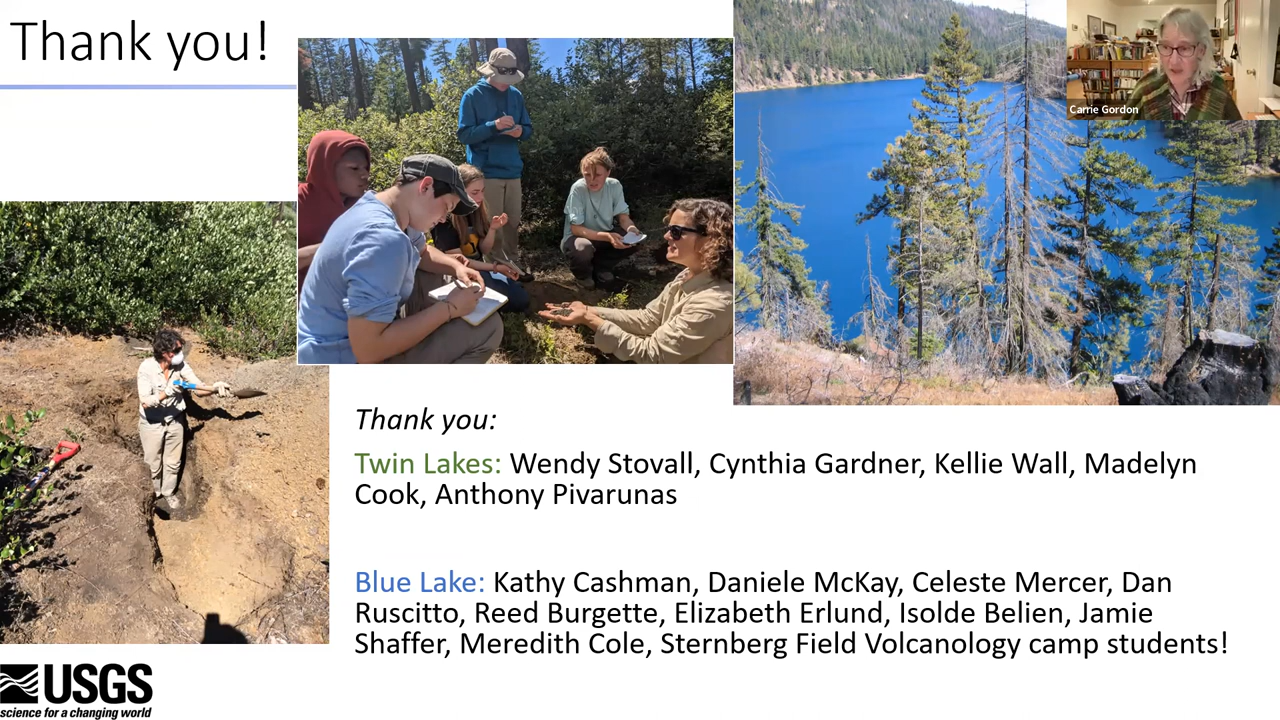 Thank you!
Carrie Gordon
Thank you:
Twin Lakes: Wendy Stovall, Cynthia Gardner, Kellie Wall, Madelyn
Cook, Anthony Pivarunas
Blue Lake: Kathy Cashman, Daniele McKay, Celeste Mercer, Dan
Ruscitto, Reed Burgette, Elizabeth Erlund, Isolde Belien, Jamie
Shaffer, Meredith Cole, Sternberg Field Volcanology camp students!
USGS
science for a changing world